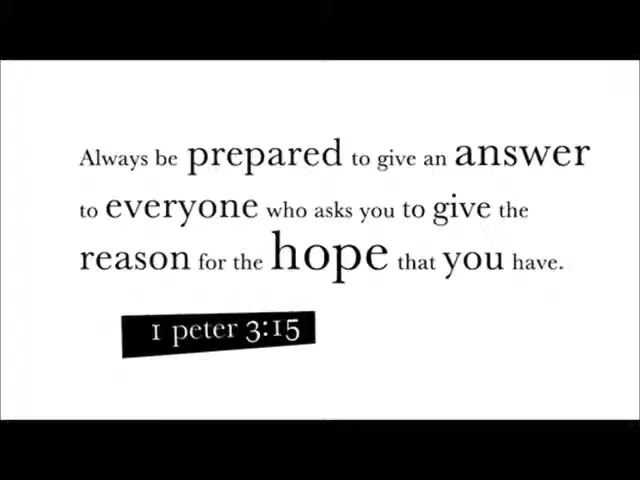 Always be prepared to give an answer
to everyone who asks you to give the
reason for the hope that you have.
1 peter 3:15